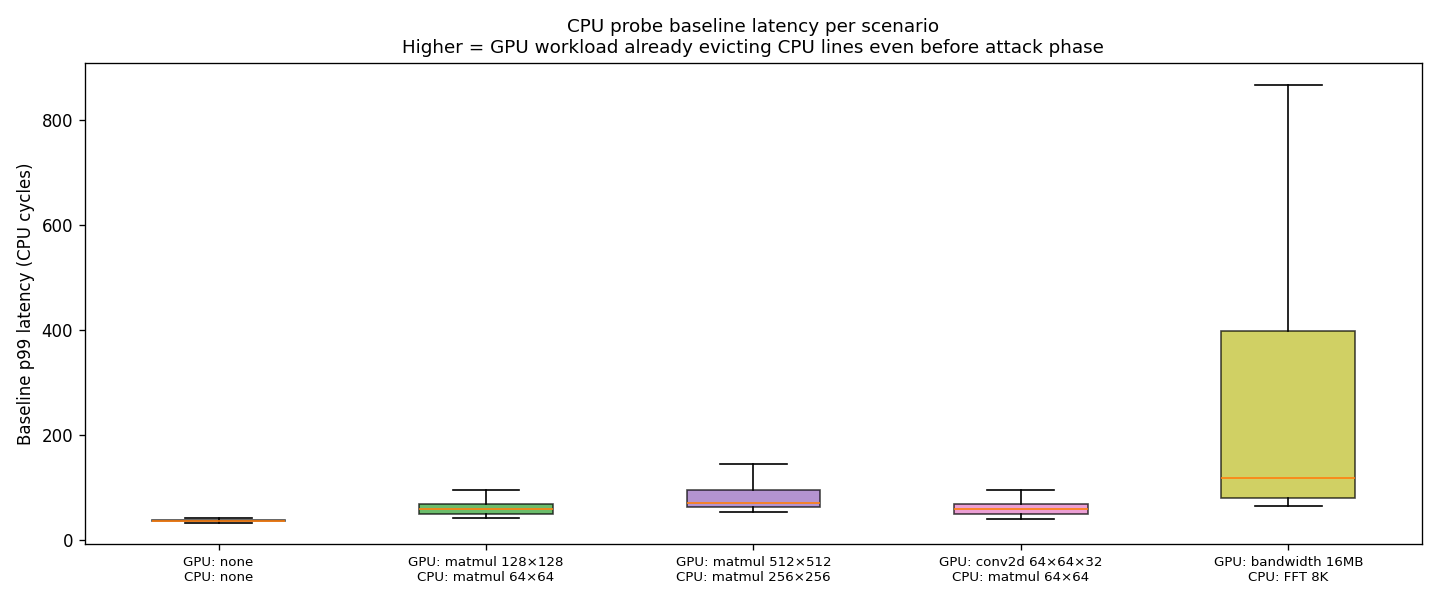 CPU probe baseline latency per scenario
Higher = GPU workload already evicting CPU lines even before attack phase
Baseline p99 latency (CPU cycles)
800
600
400
200
0
GPU: none
CPU: none
GPU: matmul 128×128
CPU: matmul 64×64
GPU: matmul 512×512
CPU: matmul 256×256
GPU: conv2d 64×64×32
CPU: matmul 64×64
GPU: bandwidth 16MB
CPU: FFT 8K